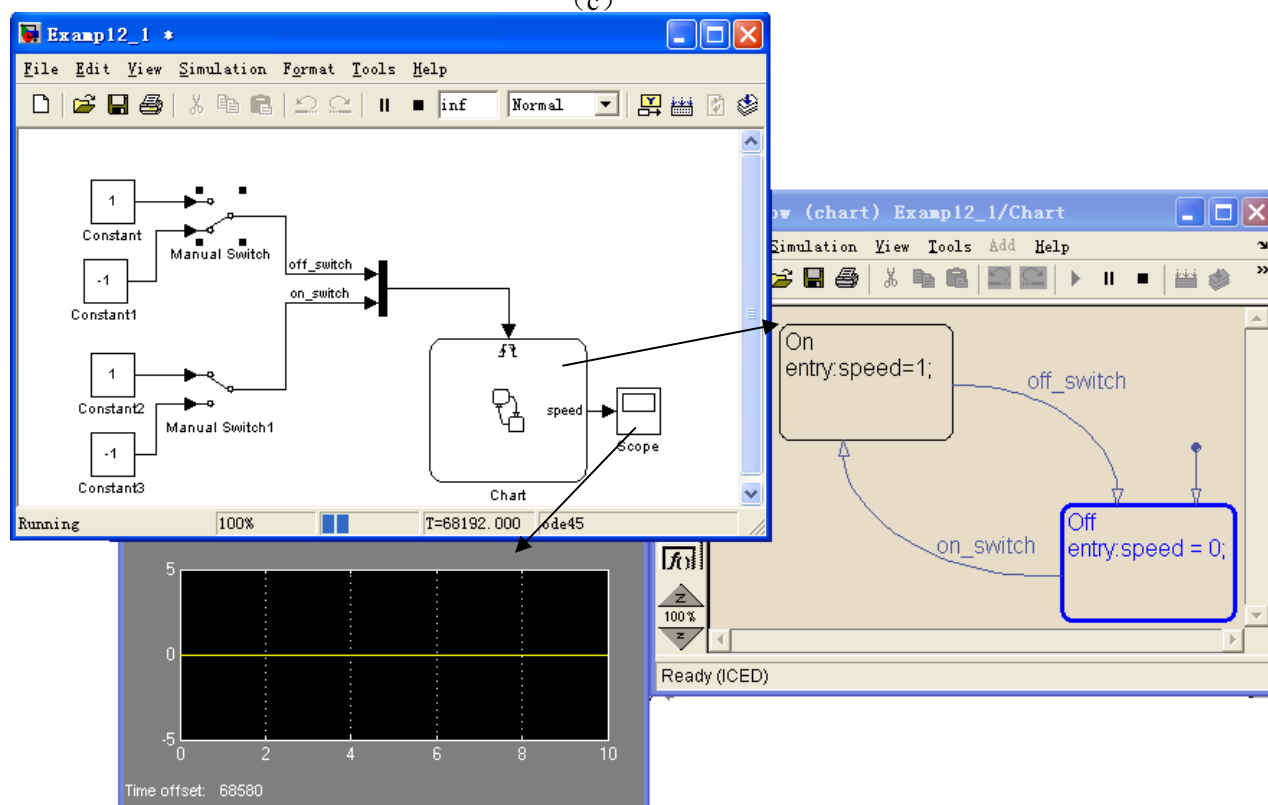 (c)
Examp12_1 *
File Edit View Simulation Format Tools Help
inf Normal
1
Constant
-1
Constant1
Manual Switch
off_switch
on_switch
1
Constant2
-1
Constant3
Manual Switch1
speed
Chart
Scope
Running 100% T=68192.000 ode45
(chart) Examp12_1/Chart
Simulation View Tools Add Help
On
entry:speed=1;
off_switch
on_switch
Off
entry:speed = 0;
100%
Ready (ICED)
5
0
-5
0 2 4 6 8 10
Time offset: 68580